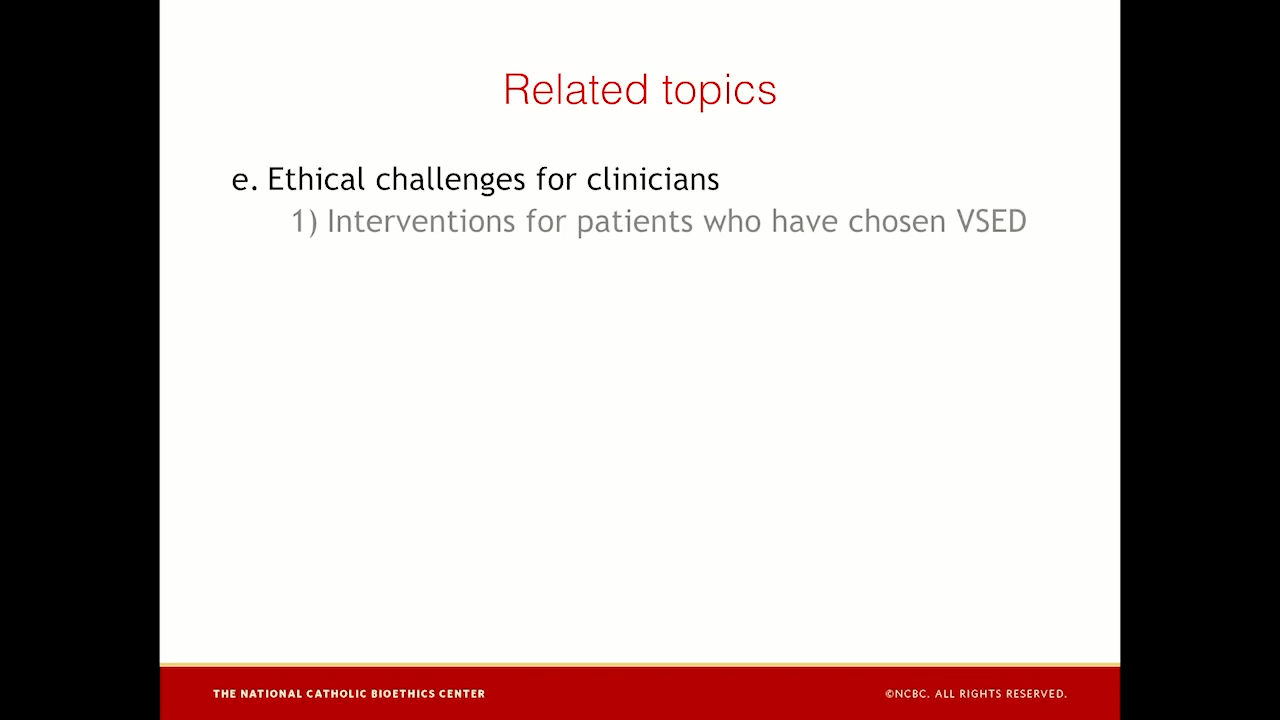 Related topics
e. Ethical challenges for clinicians
1) Interventions for patients who have chosen VSED
THE NATIONAL CATHOLIC BIOETHICS CENTER
©NCBC. ALL RIGHTS RESERVED.